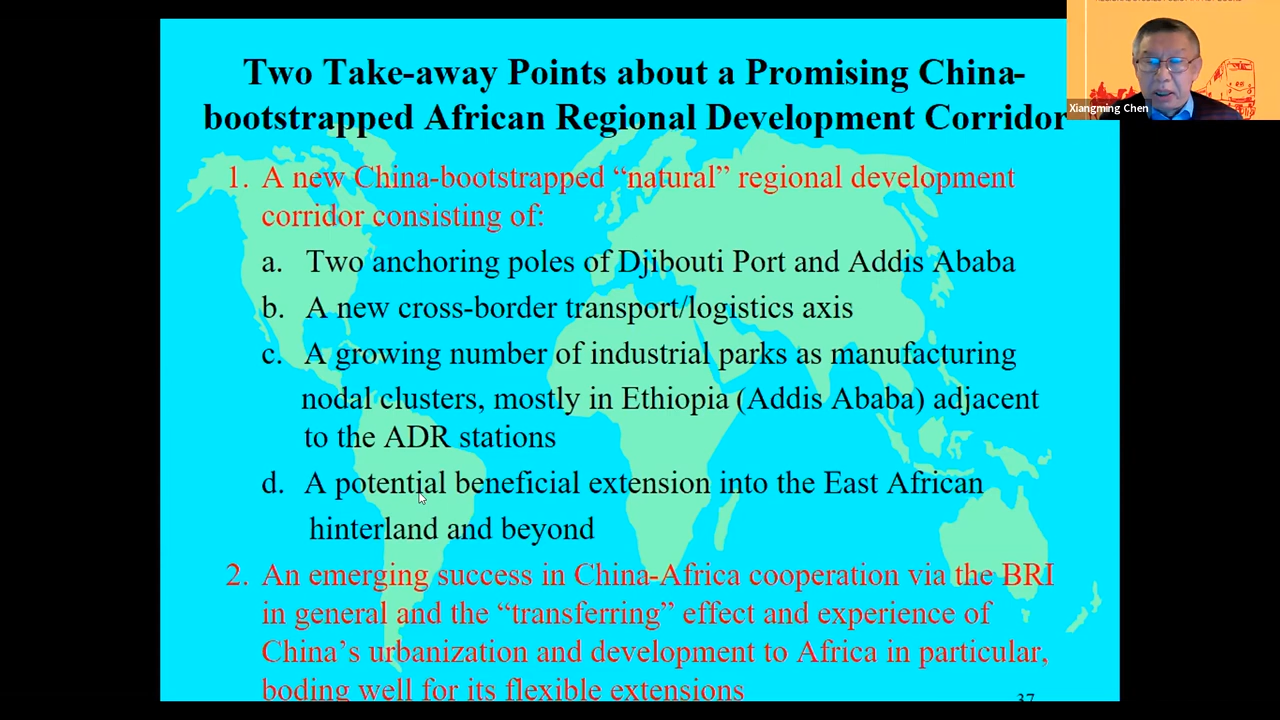 Two Take-away Points about a Promising China-
bootstrapped African Regional Development Corridor
Xiangming Chen
1. A new China-bootstrapped “natural” regional development
corridor consisting of:
a. Two anchoring poles of Djibouti Port and Addis Ababa
b. A new cross-border transport/logistics axis
c. A growing number of industrial parks as manufacturing
nodal clusters, mostly in Ethiopia (Addis Ababa) adjacent
to the ADR stations
d. A potential beneficial extension into the East African
hinterland and beyond
2. An emerging success in China-Africa cooperation via the BRI
in general and the “transferring” effect and experience of
China’s urbanization and development to Africa in particular,
boding well for its flexible extensions
37